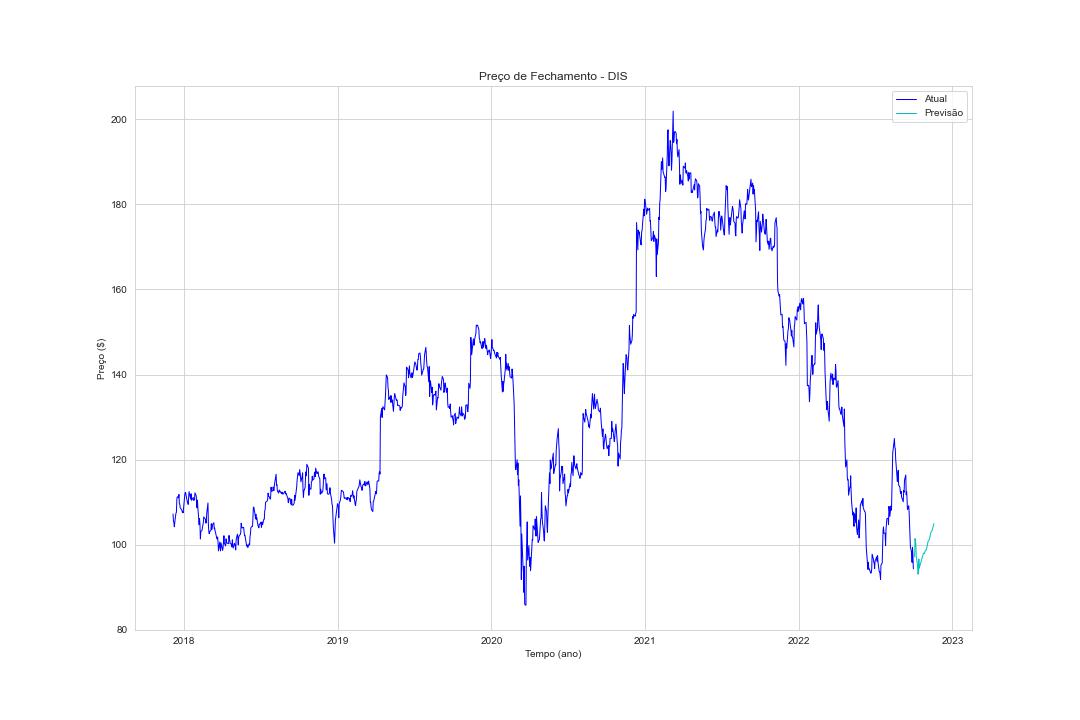 Preço de Fechamento - DIS
Atual
Previsão
200
180
160
140
120
100
80
Preço ($)
2018
2019
2020
2021
2022
2023
Tempo (ano)